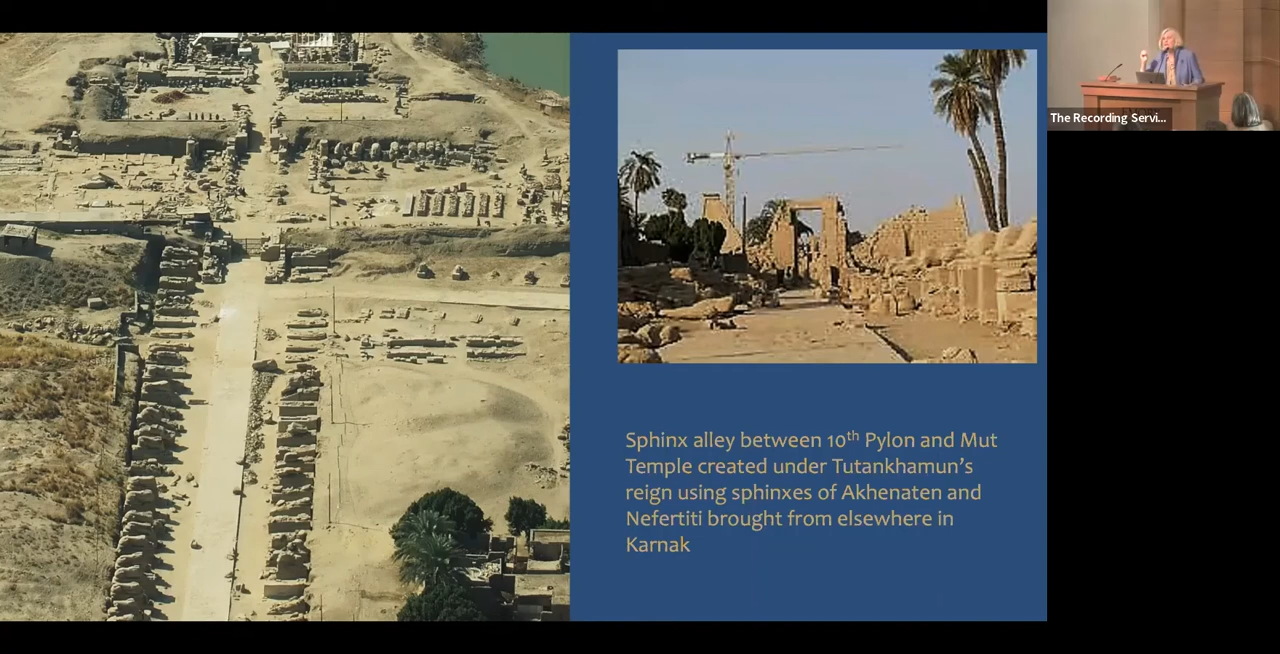 The Recording Servi...
Sphinx alley between 10th Pylon and Mut
Temple created under Tutankhamun's
reign using sphinxes of Akhenaten and
Nefertiti brought from elsewhere in
Karnak